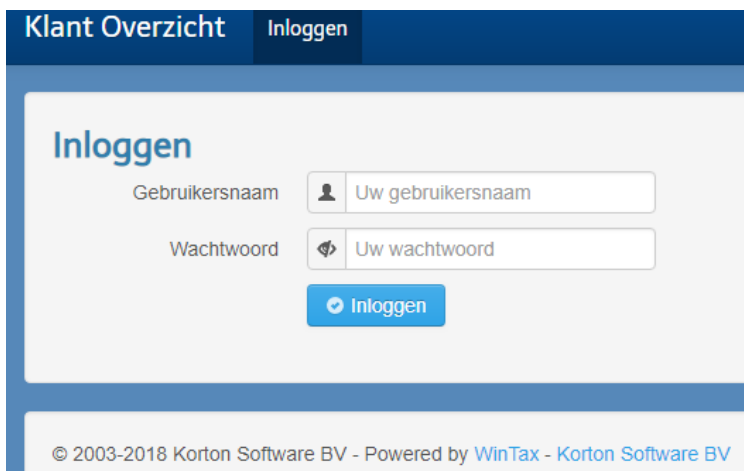 Klant Overzicht Inloggen
Inloggen
Gebruikersnaam Uw gebruikersnaam
Wachtwoord Uw wachtwoord
Inloggen
© 2003-2018 Korton Software BV - Powered by WinTax - Korton Software BV